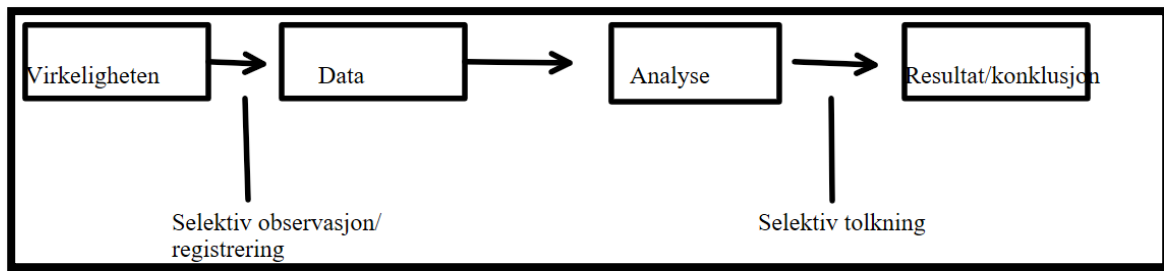 Virkeligheten
Data
Analyse
Resultat/konklusjon
Selektiv observasjon/
registrering
Selektiv tolkning